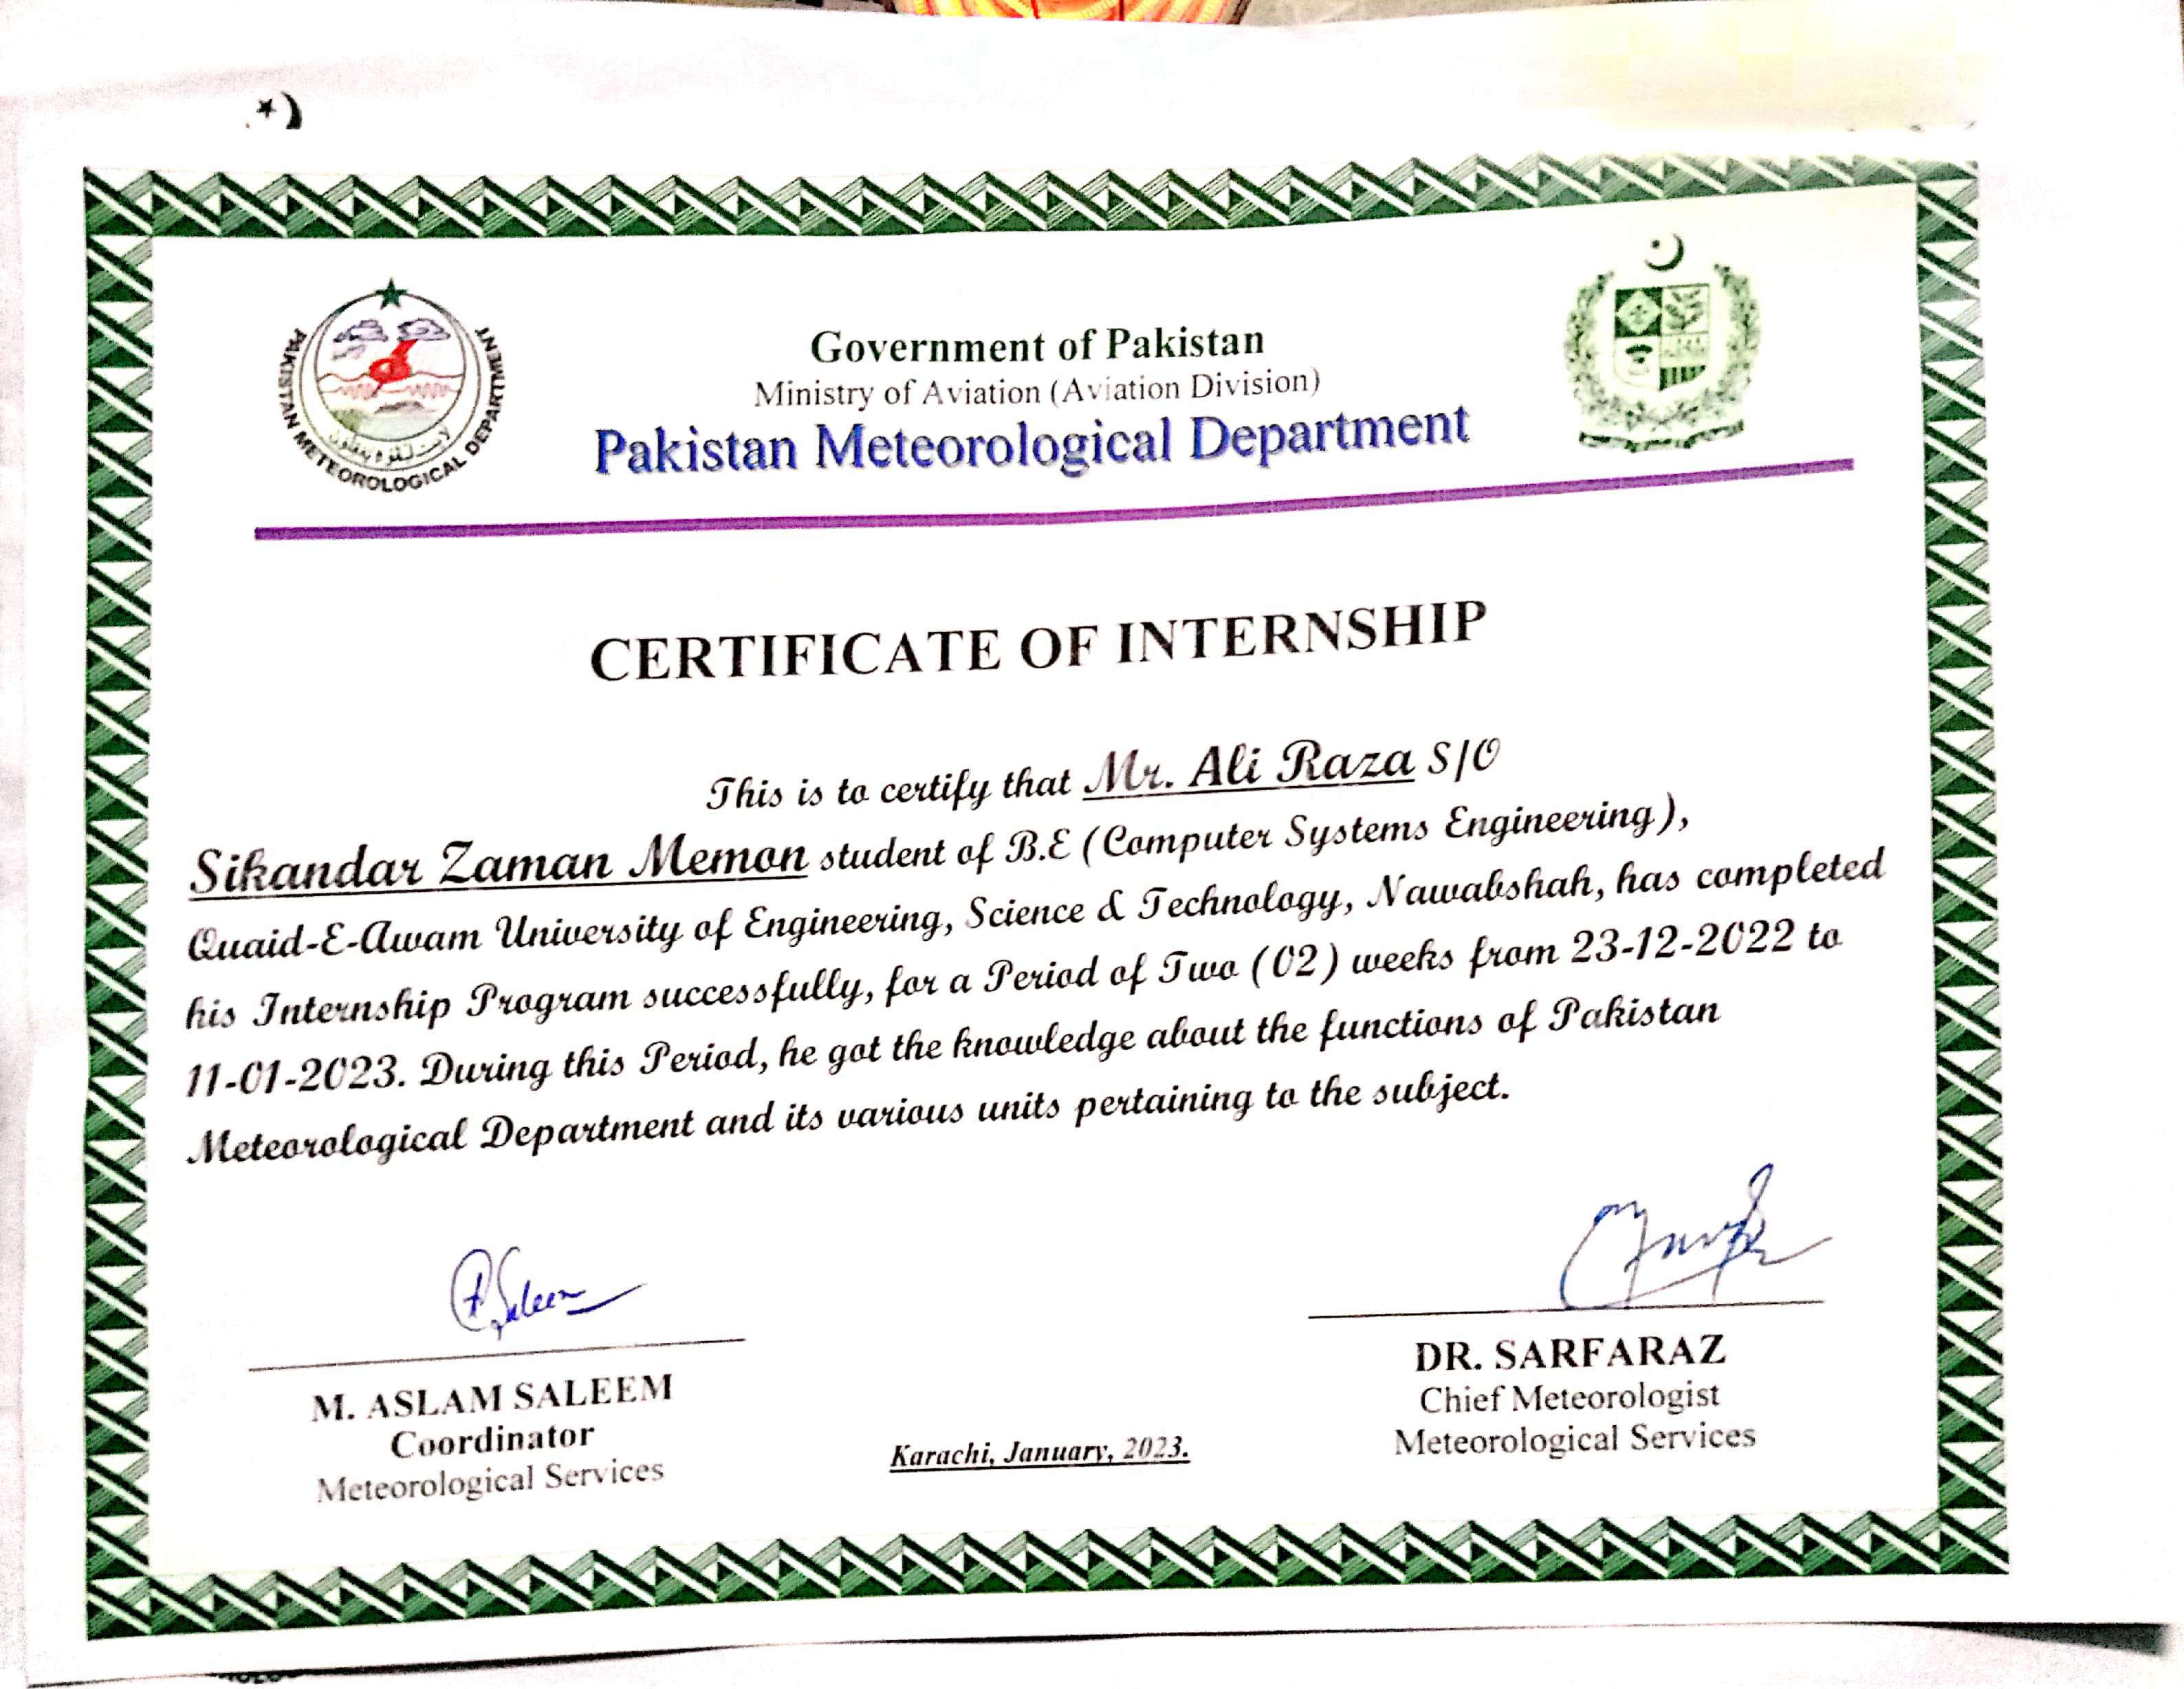 Government of Pakistan
Ministry of Aviation (Aviation Division)
Pakistan Meteorological Department
PAKISTAN METEOROLOGICAL DEPARTMENT
CERTIFICATE OF INTERNSHIP
This is to certify that Mr. Ali Raza S/O
Sikandar Zaman Memon student of B.E (Computer Systems Engineering),
Quaid-E-Awam University of Engineering, Science & Technology, Nawabshah, has completed
his Internship Program successfully, for a Period of Two (02) weeks from 23-12-2022 to
11-01-2023. During this Period, he got the knowledge about the functions of Pakistan
Meteorological Department and its various units pertaining to the subject.
A. Saleem
M. ASLAM SALEEM
Coordinator
Meteorological Services
Karachi, January, 2023.
DR. SARFARAZ
Chief Meteorologist
Meteorological Services